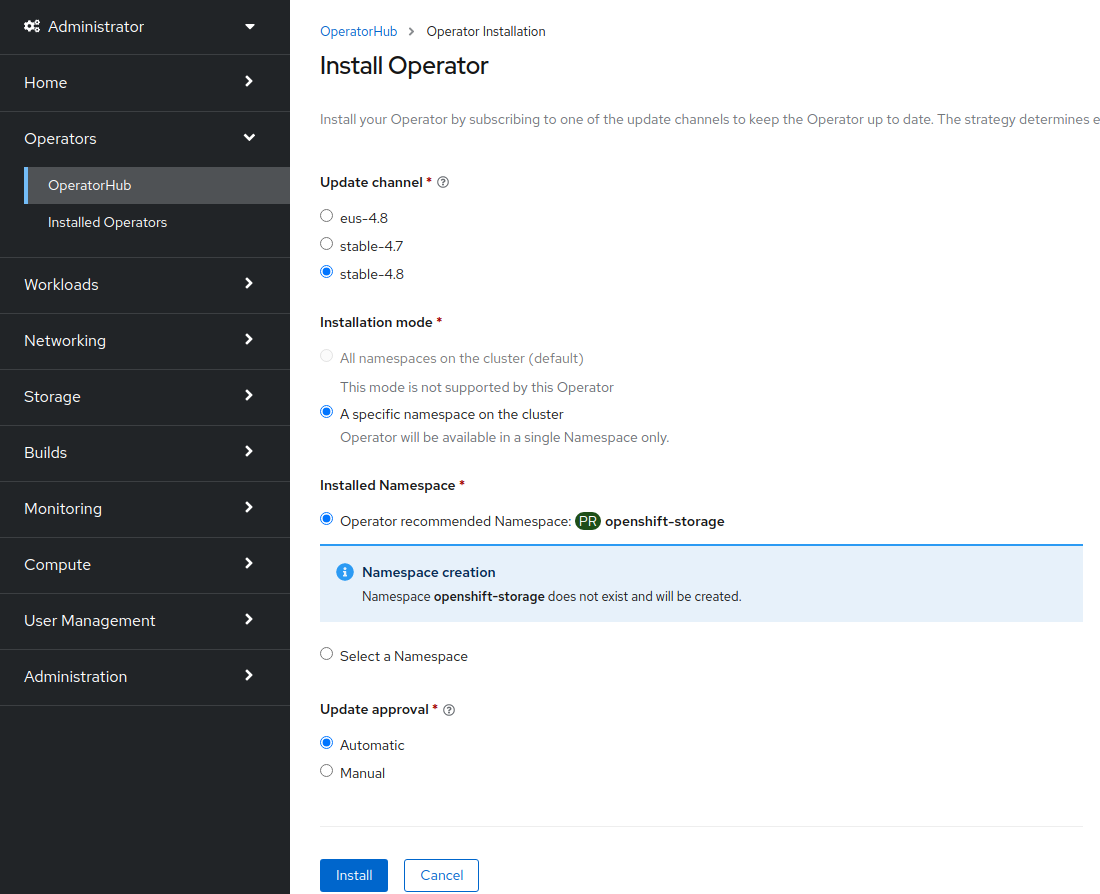 Administrator
Home
Operators
OperatorHub
Installed Operators
Workloads
Networking
Storage
Builds
Monitoring
Compute
User Management
Administration
OperatorHub > Operator Installation
Install Operator
Install your Operator by subscribing to one of the update channels to keep the Operator up to date. The strategy determines e
Update channel *
eus-4.8
stable-4.7
stable-4.8
Installation mode *
All namespaces on the cluster (default)
This mode is not supported by this Operator
A specific namespace on the cluster
Operator will be available in a single Namespace only.
Installed Namespace *
Operator recommended Namespace: PR openshift-storage
Namespace creation
Namespace openshift-storage does not exist and will be created.
Select a Namespace
Update approval *
Automatic
Manual
Install Cancel